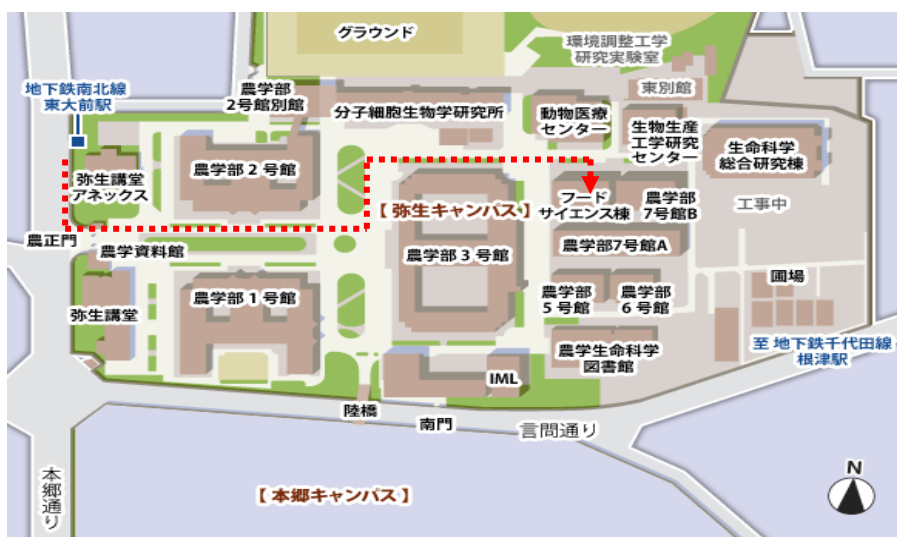 グラウンド
環境調整工学
研究実験室
地下鉄南北線
東大前駅
農学部
2号館別館
東別館
分子細胞生物学研究所
動物医療
センター
生物生産
工学研究
センター
生命科学
総合研究棟
弥生講堂
アネックス
農学部2号館
フード
サイエンス棟
農学部
7号館B
工事中
【弥生キャンパス】
農正門
農学資料館
農学部3号館
農学部7号館A
圃場
弥生講堂
農学部1号館
農学部
5号館
農学部
6号館
至 地下鉄千代田線
根津駅
農学生命科学
図書館
IML
陸橋
南門
言問通り
本郷通り
【本郷キャンパス】
N